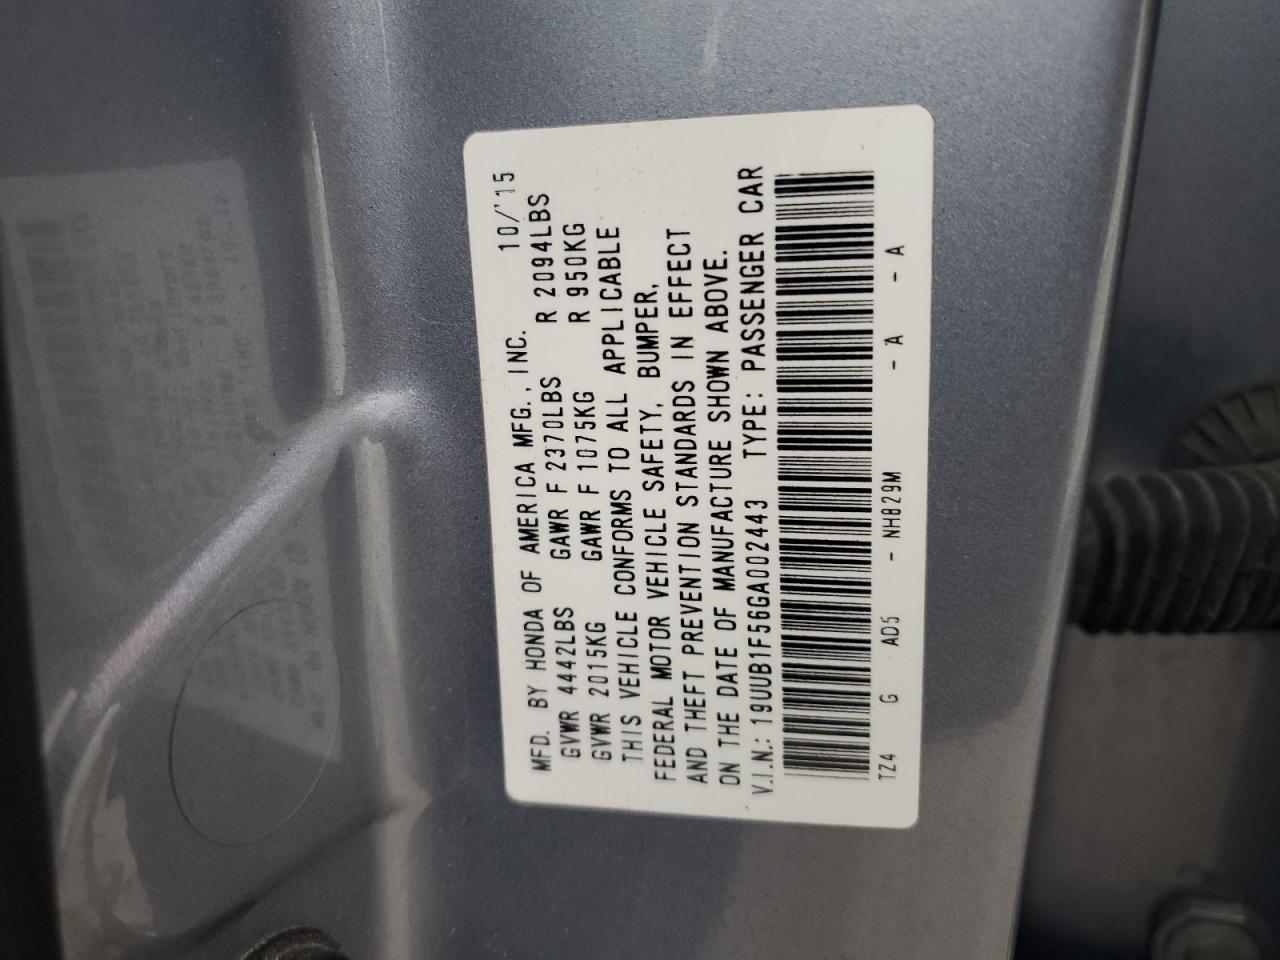 MFD. BY HONDA OF AMERICA MFG., INC. 10/'15
GVWR 4442LBS GAWR F 2370LBS R 2094LBS
GVWR 2015KG GAWR F 1075KG R 950KG
THIS VEHICLE CONFORMS TO ALL APPLICABLE
FEDERAL MOTOR VEHICLE SAFETY, BUMPER,
AND THEFT PREVENTION STANDARDS IN EFFECT
ON THE DATE OF MANUFACTURE SHOWN ABOVE.
V.I.N.: 19UUB1F56GA002443 TYPE: PASSENGER CAR
TZ4 G AD5 - NH829M - A - A